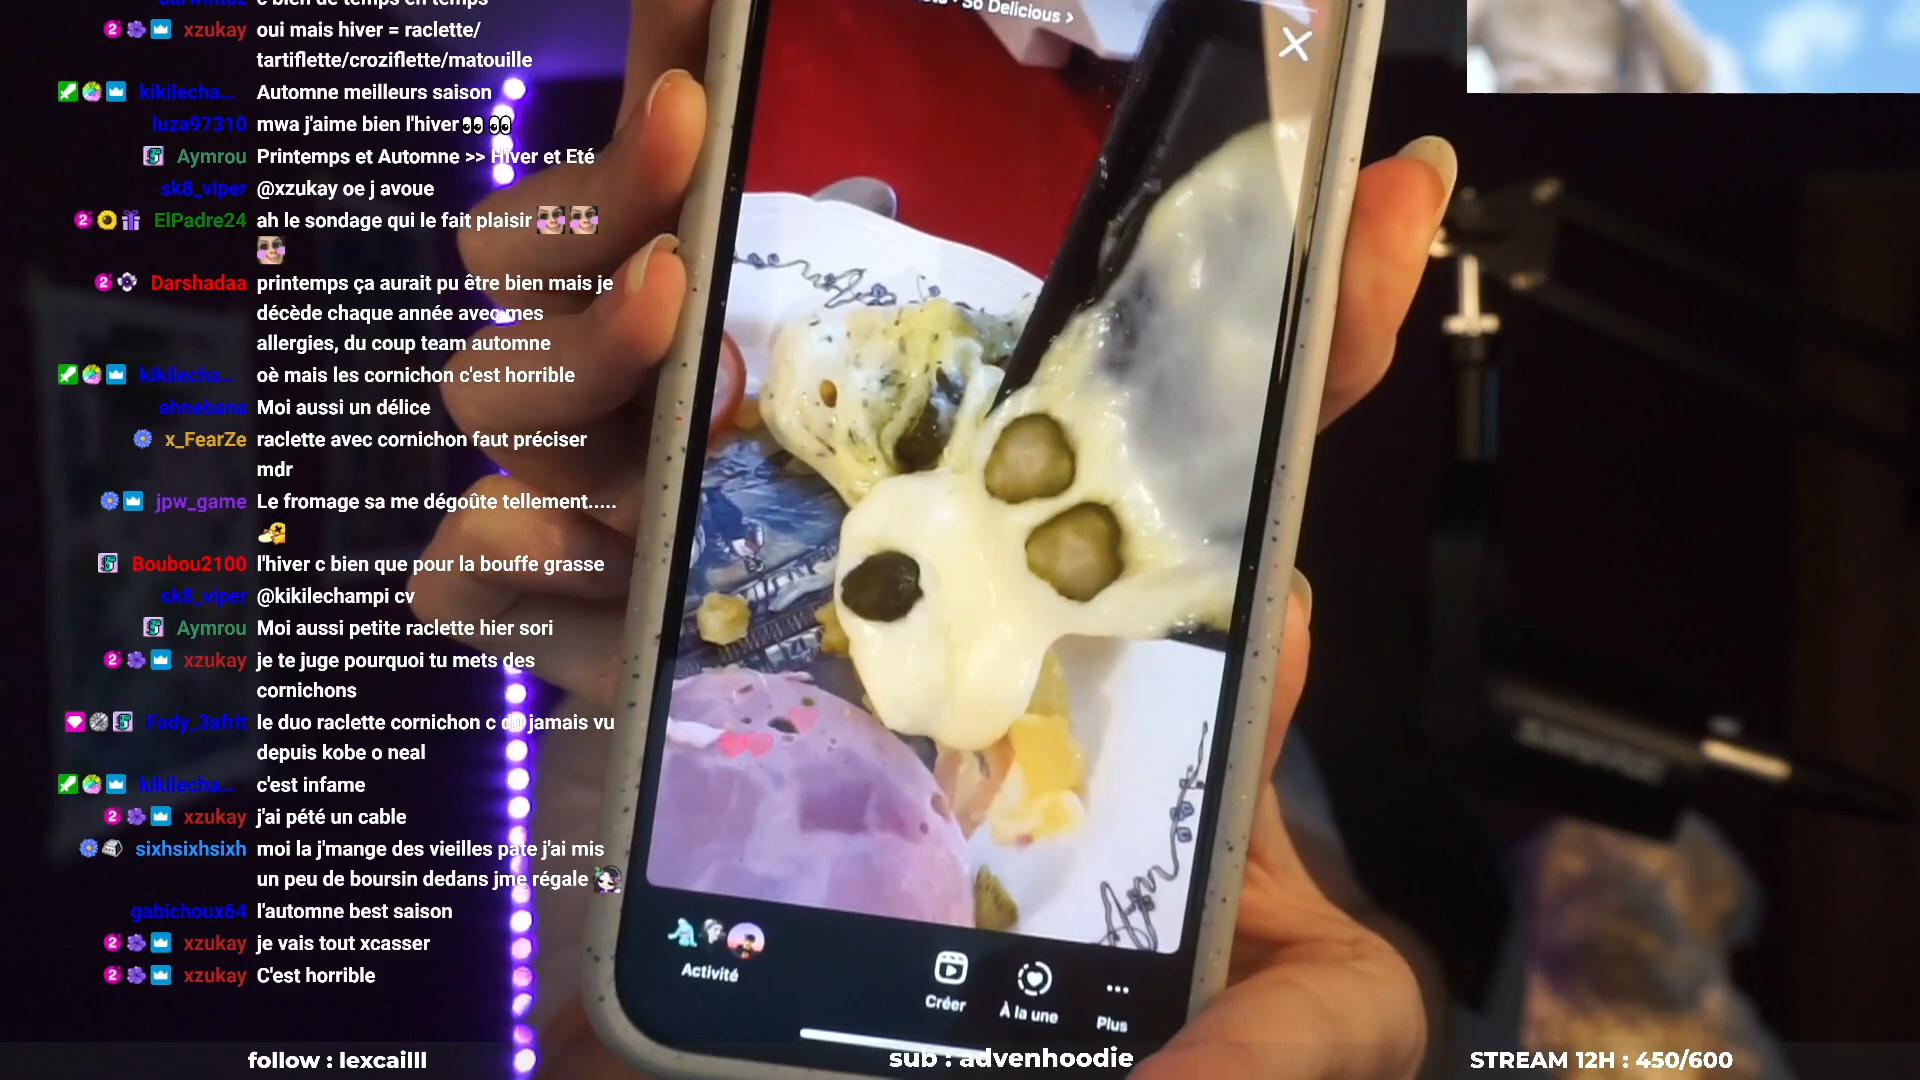 c bien de temps en temps
xzukay oui mais hiver = raclette/
tartiflette/croziflette/matouille
kikilecha... Automne meilleurs saison
luza97310 mwa j'aime bien l'hiver
Aymrou Printemps et Automne >> Hiver et Eté
sk8_viper @xzukay oe j avoue
ElPadre24 ah le sondage qui le fait plaisir
Darshadaa printemps ça aurait pu être bien mais je
décède chaque année avec mes
allergies, du coup team automne
kikilecha... oè mais les cornichon c'est horrible
ehnebana Moi aussi un délice
x_FearZe raclette avec cornichon faut préciser
mdr
jpw_game Le fromage sa me dégoûte tellement.....
Boubou2100 l'hiver c bien que pour la bouffe grasse
sk8_viper @kikilechampi cv
Aymrou Moi aussi petite raclette hier sori
xzukay je te juge pourquoi tu mets des
cornichons
Fady_3afrit le duo raclette cornichon c du jamais vu
depuis kobe o neal
kikilecha... c'est infame
xzukay j'ai pété un cable
sixhsixhsixh moi la j'mange des vieilles pate j'ai mis
un peu de boursin dedans jme régale
gabichoux64 l'automne best saison
xzukay je vais tout xcasser
xzukay C'est horrible
So Delicious >
Activité
Créer
À la une
Plus
follow : lexcailll
sub : advenhoodie
STREAM 12H : 450/600